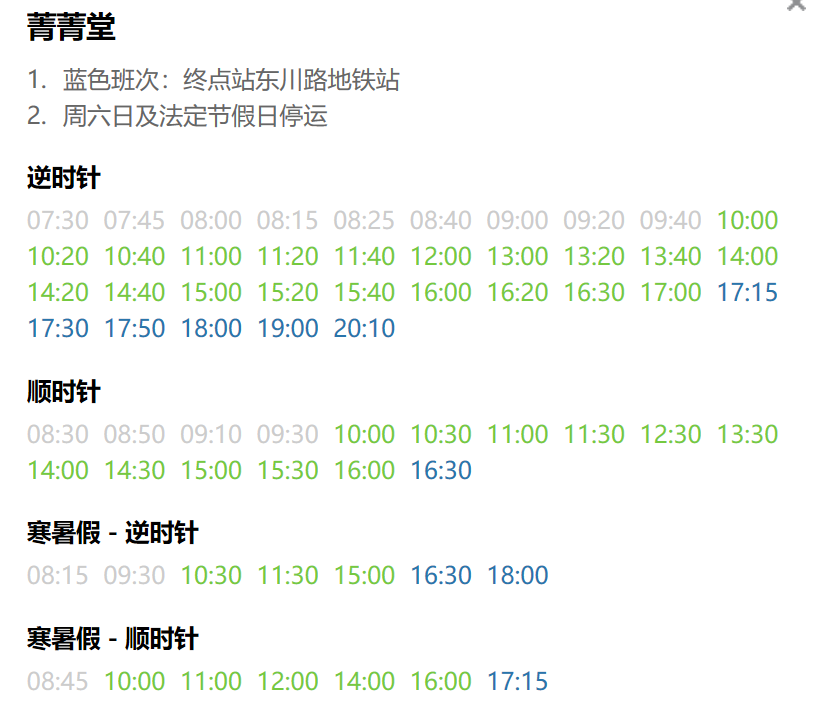 菁菁堂
1. 蓝色班次：终点站东川路地铁站
2. 周六日及法定节假日停运
逆时针
07:30 07:45 08:00 08:15 08:25 08:40 09:00 09:20 09:40 10:00
10:20 10:40 11:00 11:20 11:40 12:00 13:00 13:20 13:40 14:00
14:20 14:40 15:00 15:20 15:40 16:00 16:20 16:30 17:00 17:15
17:30 17:50 18:00 19:00 20:10
顺时针
08:30 08:50 09:10 09:30 10:00 10:30 11:00 11:30 12:30 13:30
14:00 14:30 15:00 15:30 16:00 16:30
寒暑假 - 逆时针
08:15 09:30 10:30 11:30 15:00 16:30 18:00
寒暑假 - 顺时针
08:45 10:00 11:00 12:00 14:00 16:00 17:15